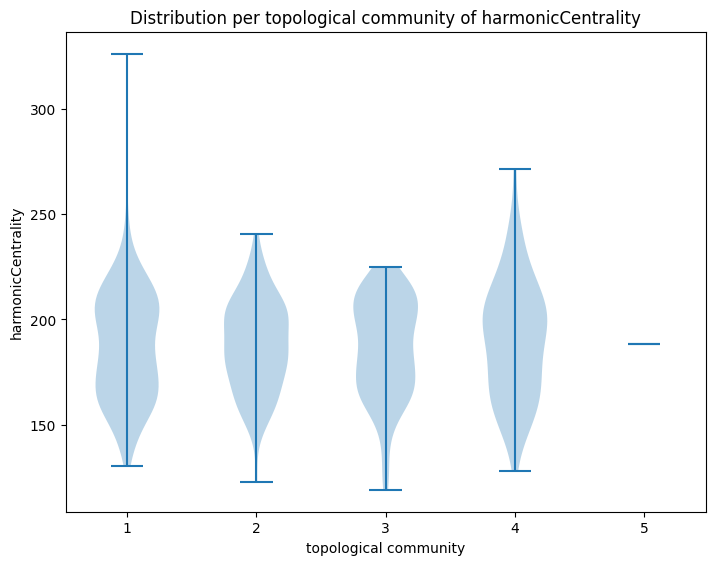 Distribution per topological community of harmonicCentrality
300
250
200
150
harmonicCentrality
1 2 3 4 5
topological community